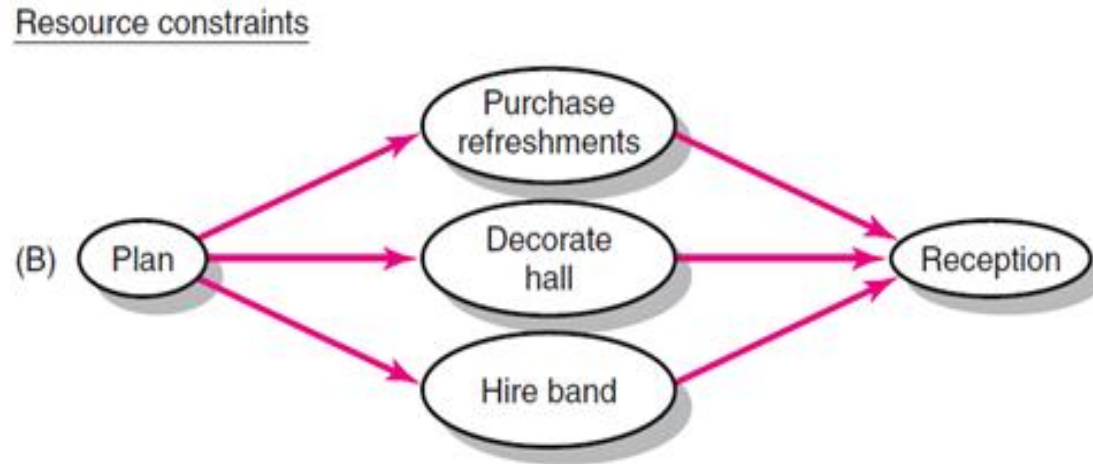 Resource constraints
Purchase
refreshments
(B) Plan
Decorate
hall
Reception
Hire band